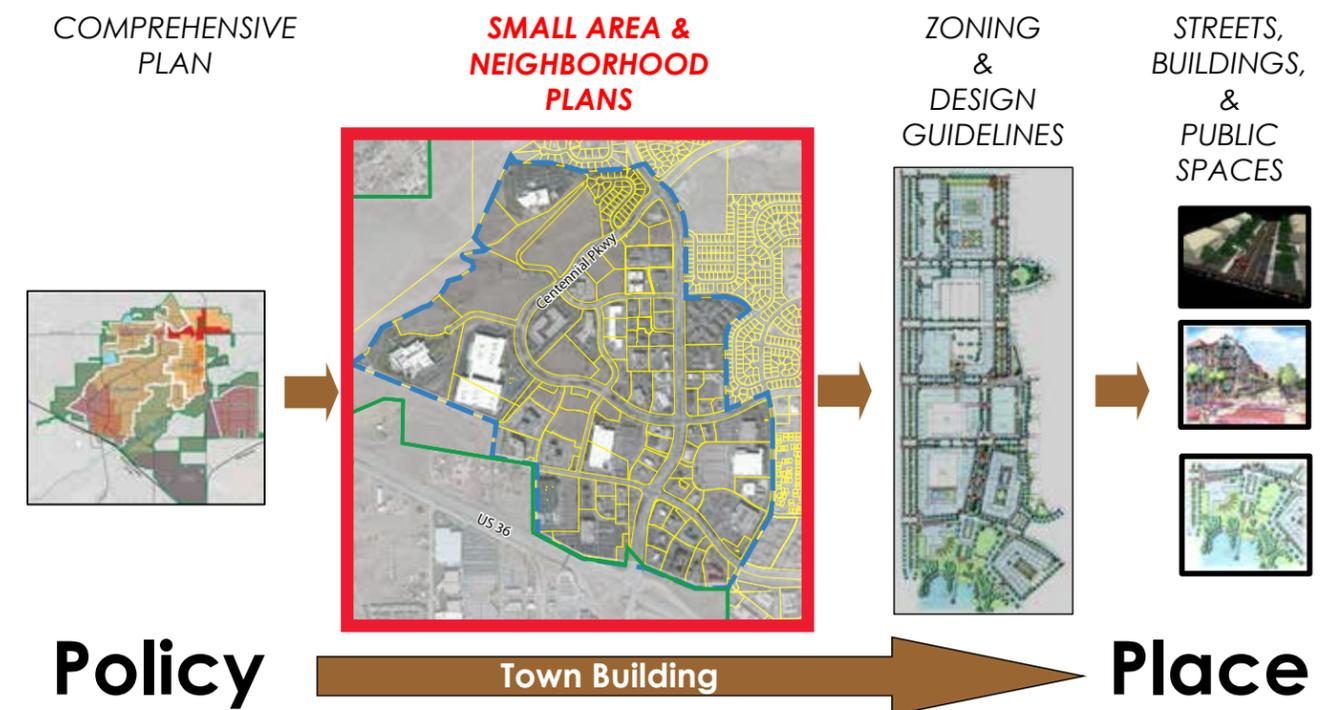 COMPREHENSIVE
PLAN
SMALL AREA &
NEIGHBORHOOD
PLANS
ZONING
&
DESIGN
GUIDELINES
STREETS,
BUILDINGS,
&
PUBLIC
SPACES
Centennial Pkwy
US 36
Policy
Town Building
Place